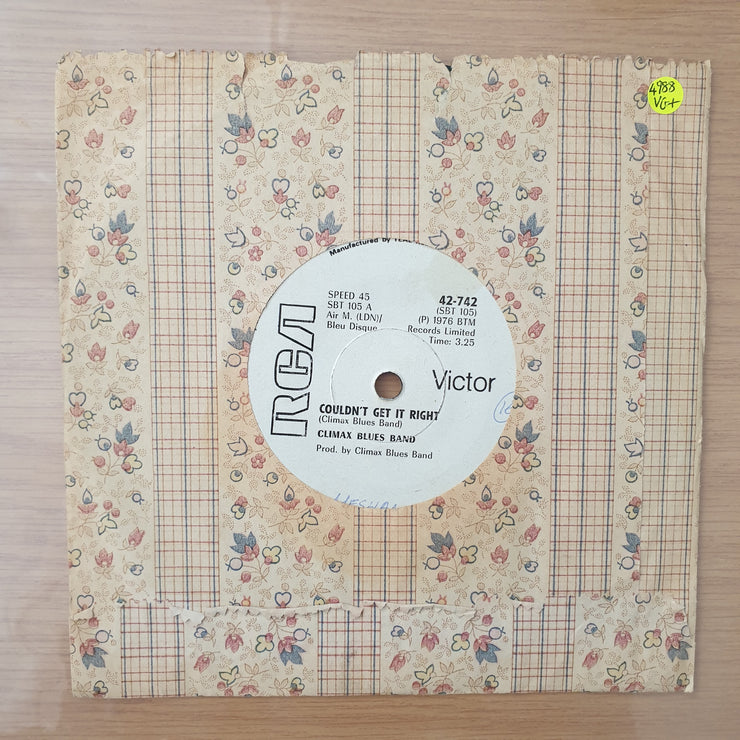 4988
VG+
Manufactured by
SPEED 45
SBT 105 A
Air M. (LDN)/
Bleu Disque
42-742
(SBT 105)
(P) 1976 BTM
Records Limited
Time: 3.25
RCA
Victor
COULDN'T GET IT RIGHT
(Climax Blues Band)
CLIMAX BLUES BAND
Prod. by Climax Blues Band